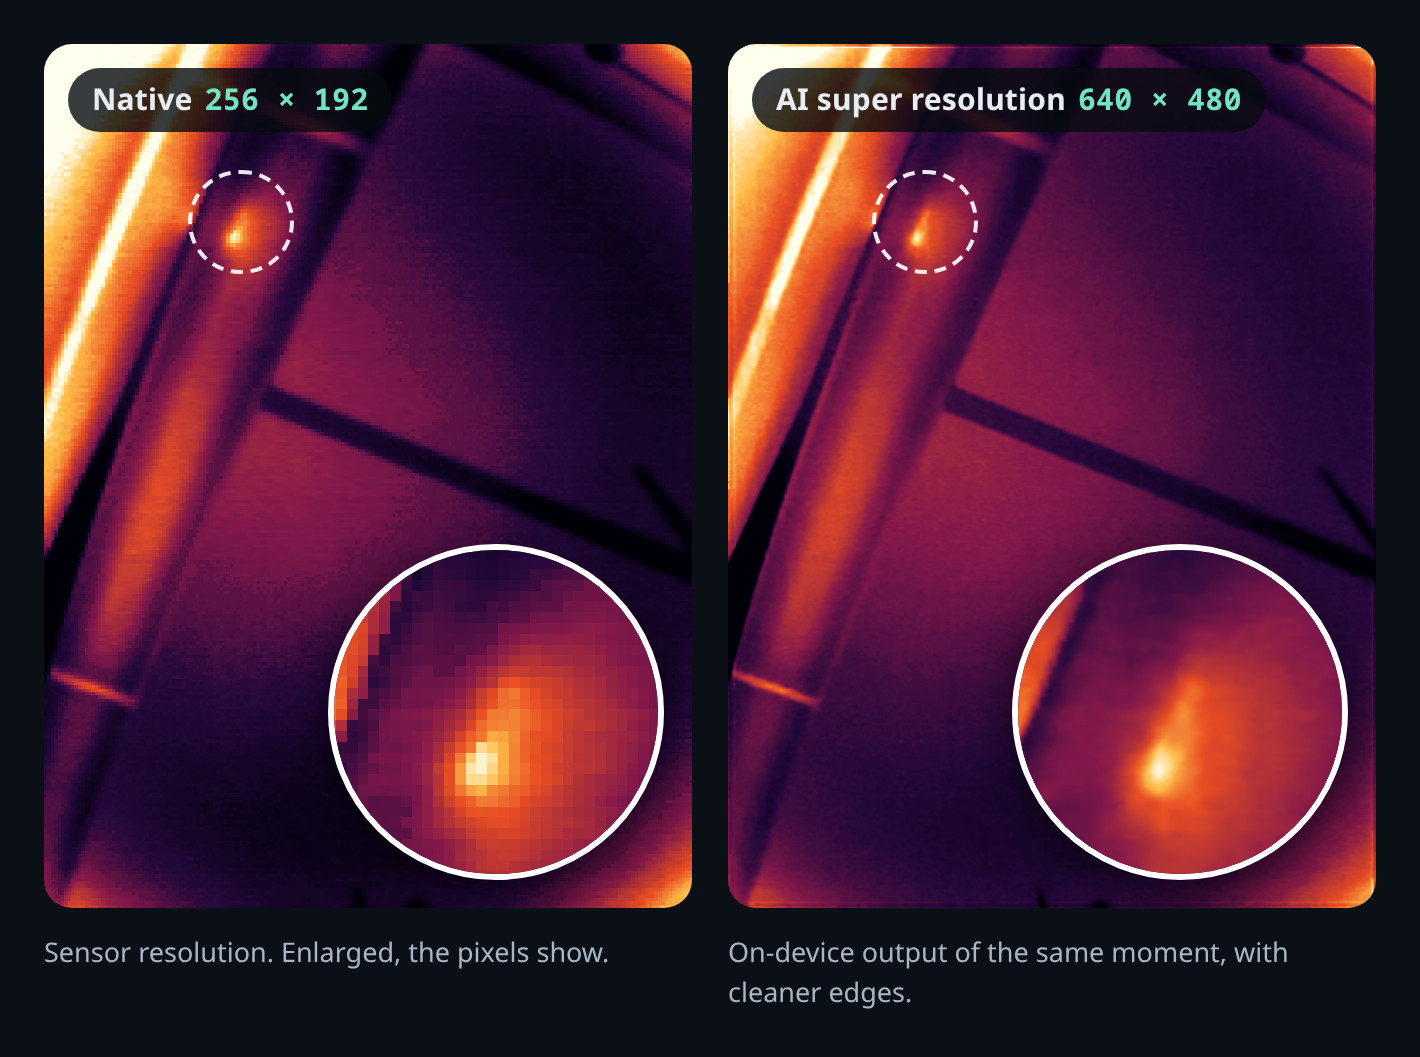 Native 256 × 192
AI super resolution 640 × 480
Sensor resolution. Enlarged, the pixels show.
On-device output of the same moment, with
cleaner edges.